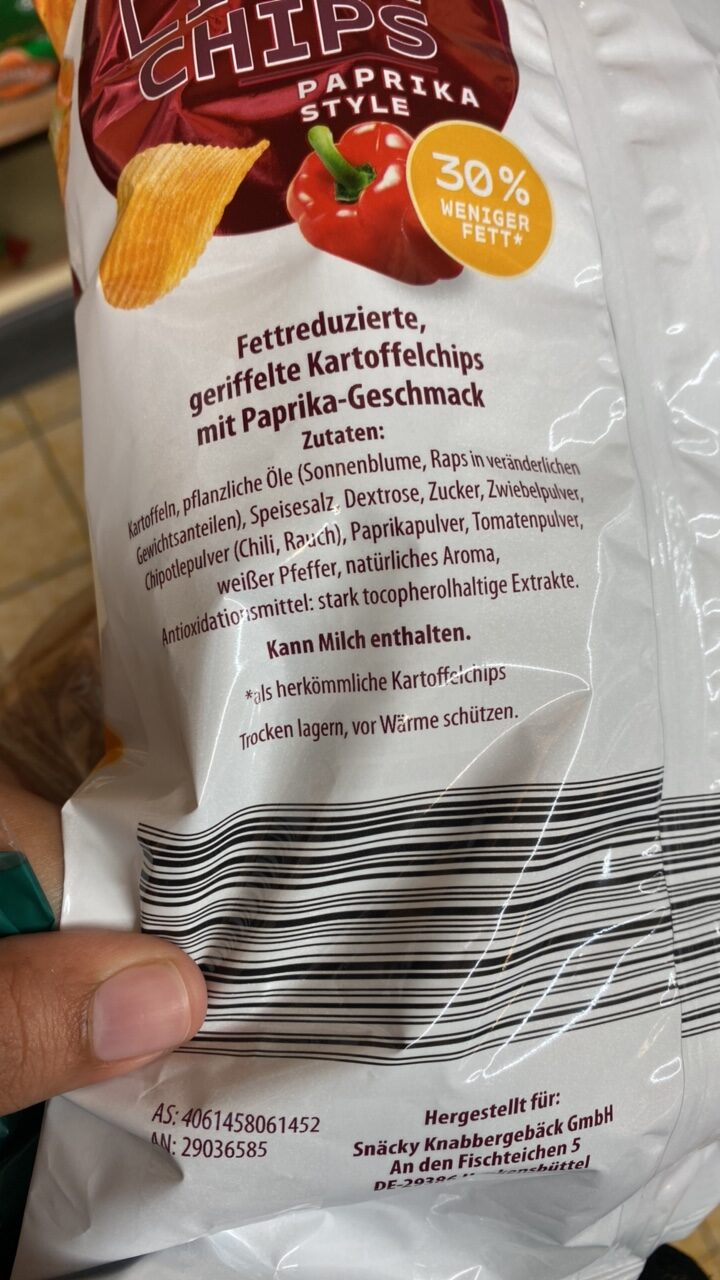 CHIPS
PAPRIKA
STYLE
30%
WENIGER
FETT*
Fettreduzierte,
geriffelte Kartoffelchips
mit Paprika-Geschmack
Zutaten:
Kartoffeln, pflanzliche Öle (Sonnenblume, Raps in veränderlichen
Gewichtsanteilen), Speisesalz, Dextrose, Zucker, Zwiebelpulver,
Chipotlepulver (Chili, Rauch), Paprikapulver, Tomatenpulver,
weißer Pfeffer, natürliches Aroma,
Antioxidationsmittel: stark tocopherolhaltige Extrakte.
Kann Milch enthalten.
*als herkömmliche Kartoffelchips
Trocken lagern, vor Wärme schützen.
AS: 4061458061452
AN: 29036585
Hergestellt für:
Snäcky Knabbergebäck GmbH
An den Fischteichen 5